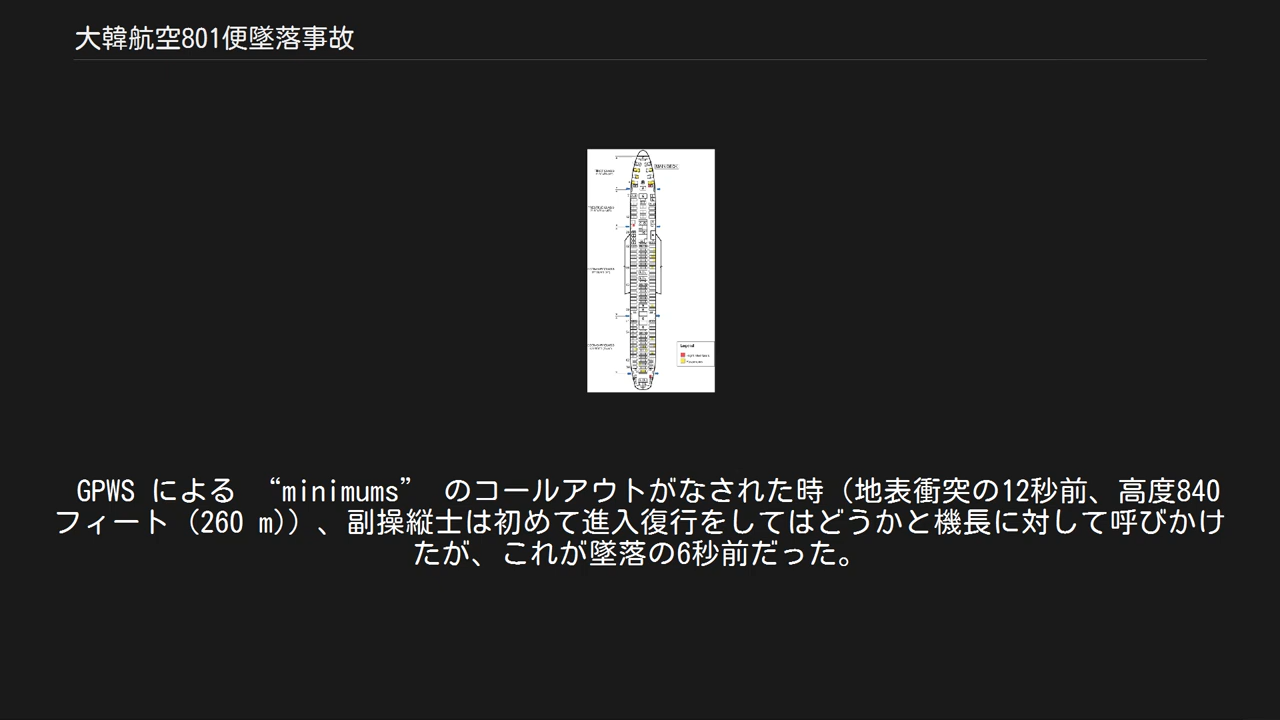 大韓航空801便墜落事故
MAIN DECK
Legend
GPWS による “minimums” のコールアウトがなされた時（地表衝突の12秒前、高度840
フィート（260 m)）、副操縦士は初めて進入復行をしてはどうかと機長に対して呼びかけ
たが、これが墜落の6秒前だった。